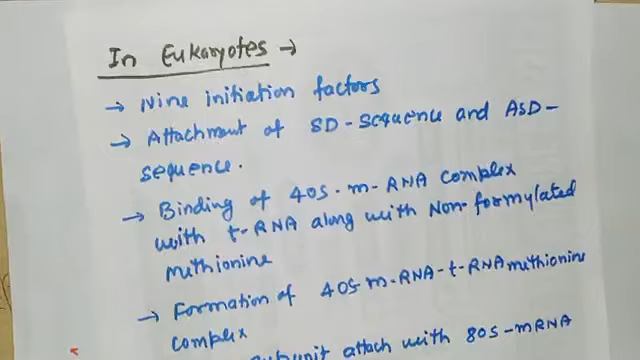 In Eukaryotes →
→ Nine initiation factors
→ Attachment of SD-Sequence and ASD-
sequence.
→ Binding of 40S-m-RNA complex
with t-RNA along with Non-formylated
methionine
→ Formation of 40S-m-RNA-t-RNA methionine
complex
subunit attach with 80S-mRNA